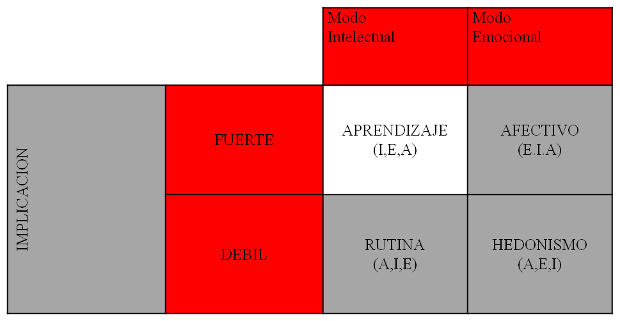 Modo
Intelectual
Modo
Emocional
IMPLICACION
FUERTE
APRENDIZAJE
(I,E,A)
AFECTIVO
(E.I.A)
DEBIL
RUTINA
(A,I,E)
HEDONISMO
(A,E,I)